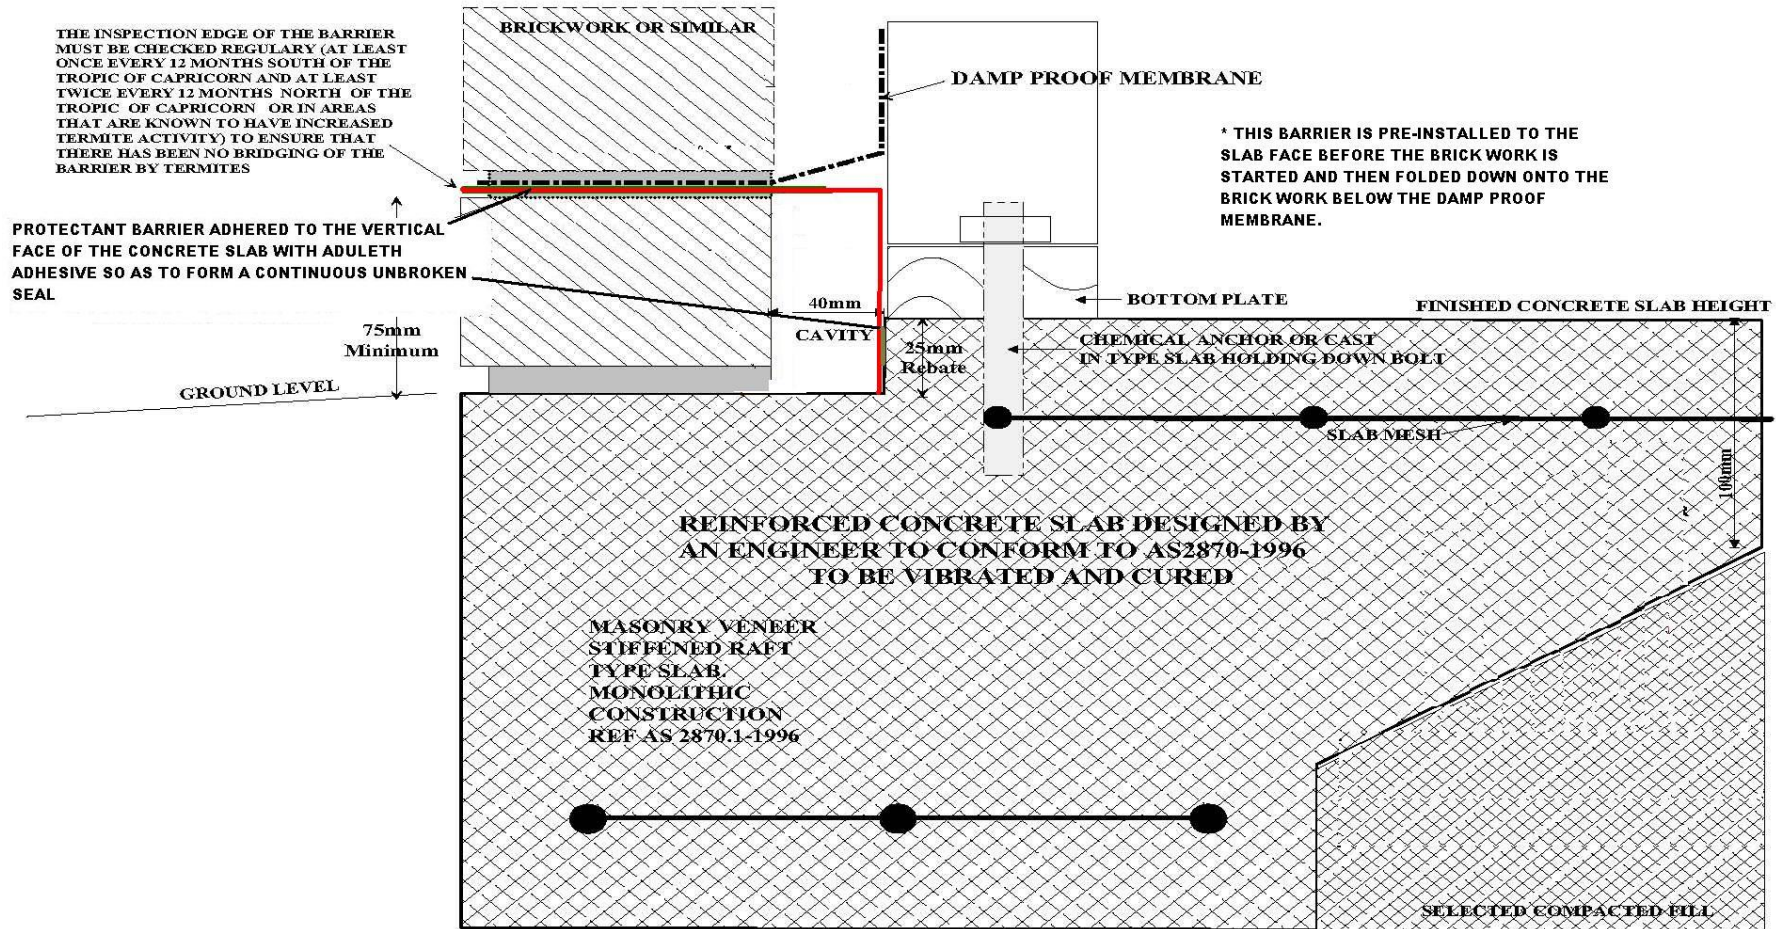 THE INSPECTION EDGE OF THE BARRIER
MUST BE CHECKED REGULARY (AT LEAST
ONCE EVERY 12 MONTHS SOUTH OF THE
TROPIC OF CAPRICORN AND AT LEAST
TWICE EVERY 12 MONTHS NORTH OF THE
TROPIC OF CAPRICORN OR IN AREAS
THAT ARE KNOWN TO HAVE INCREASED
TERMITE ACTIVITY) TO ENSURE THAT
THERE HAS BEEN NO BRIDGING OF THE
BARRIER BY TERMITES
BRICKWORK OR SIMILAR
DAMP PROOF MEMBRANE
* THIS BARRIER IS PRE-INSTALLED TO THE
SLAB FACE BEFORE THE BRICK WORK IS
STARTED AND THEN FOLDED DOWN ONTO THE
BRICK WORK BELOW THE DAMP PROOF
MEMBRANE.
PROTECTANT BARRIER ADHERED TO THE VERTICAL
FACE OF THE CONCRETE SLAB WITH ADULETH
ADHESIVE SO AS TO FORM A CONTINUOUS UNBROKEN
SEAL
75mm
Minimum
GROUND LEVEL
40mm
CAVITY
25mm
Rebate
BOTTOM PLATE
FINISHED CONCRETE SLAB HEIGHT
CHEMICAL ANCHOR OR CAST
IN TYPE SLAB HOLDING DOWN BOLT
SLAB MESH
100mm
REINFORCED CONCRETE SLAB DESIGNED BY
AN ENGINEER TO CONFORM TO AS2870-1996
TO BE VIBRATED AND CURED
MASONRY VENEER
STIFFENED RAFT
TYPE SLAB.
MONOLITHIC
CONSTRUCTION
REF AS 2870.1-1996
SELECTED COMPACTED FILL